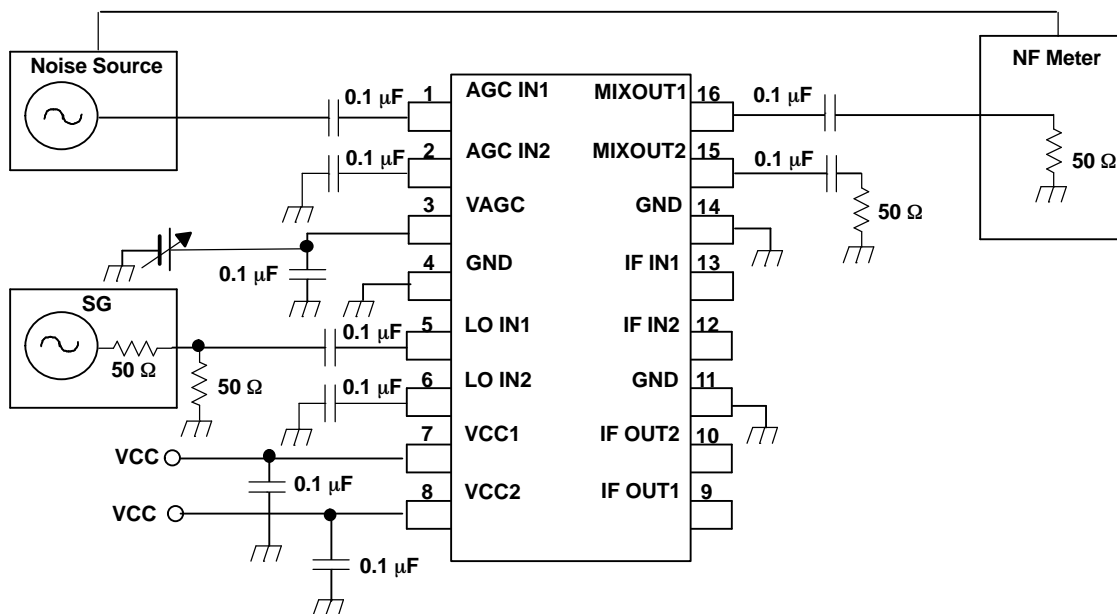 Noise Source
NF Meter
0.1 μF
1
AGC IN1
MIXOUT1
16
0.1 μF
0.1 μF
2
AGC IN2
MIXOUT2
15
0.1 μF
50 Ω
3
VAGC
GND
14
50 Ω
0.1 μF
4
GND
IF IN1
13
SG
50 Ω
50 Ω
0.1 μF
5
LO IN1
IF IN2
12
0.1 μF
6
LO IN2
GND
11
VCC
7
VCC1
IF OUT2
10
0.1 μF
VCC
8
VCC2
IF OUT1
9
0.1 μF